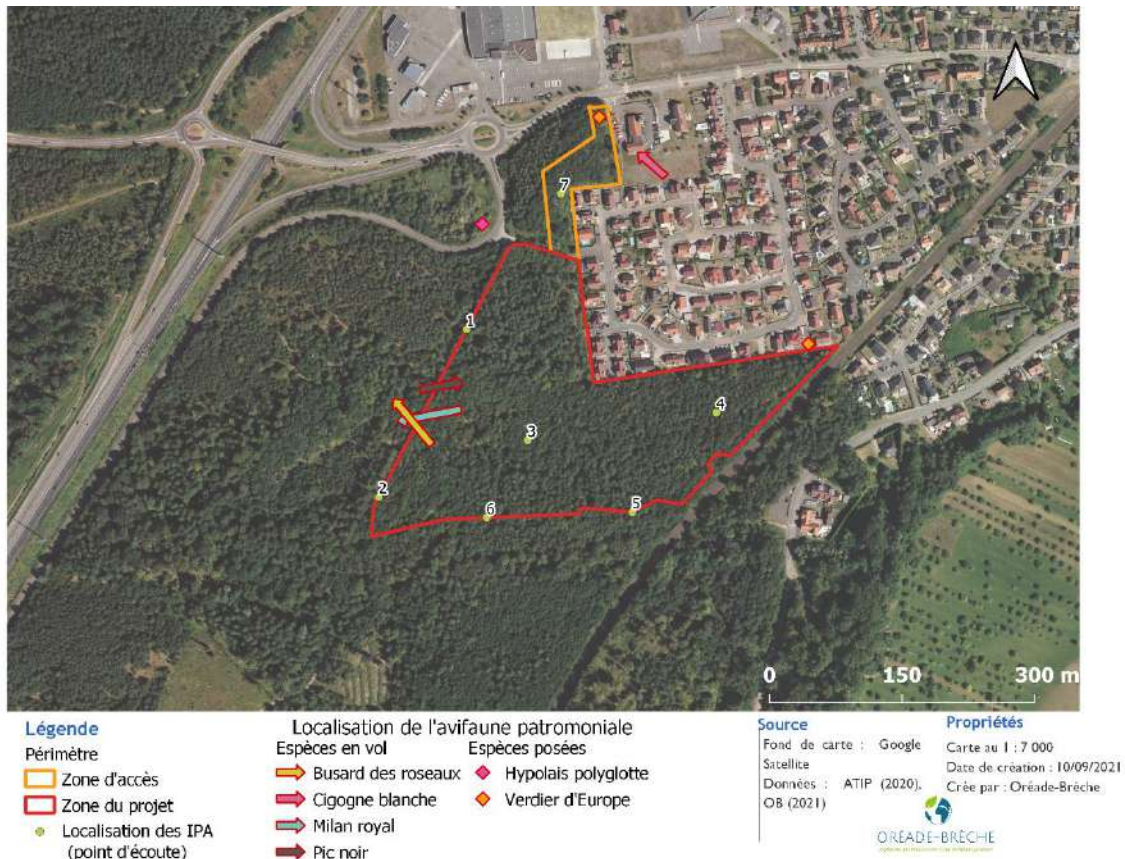 7
1
4
3
2
6
5
0 150 300 m
Légende
Périmètre
Zone d'accès
Zone du projet
Localisation des IPA
(point d'écoute)
Localisation de l'avifaune patromoniale
Espèces en vol
Busard des roseaux
Cigogne blanche
Milan royal
Pic noir
Espèces posées
Hypolais polyglotte
Verdier d'Europe
Source
Fond de carte : Google
Satellite
Données : ATIP (2020),
OB (2021)
Propriétés
Carte au 1 : 7 000
Date de création : 10/09/2021
Crée par : Oréade-Brèche
ORÉADE-BRÈCHE